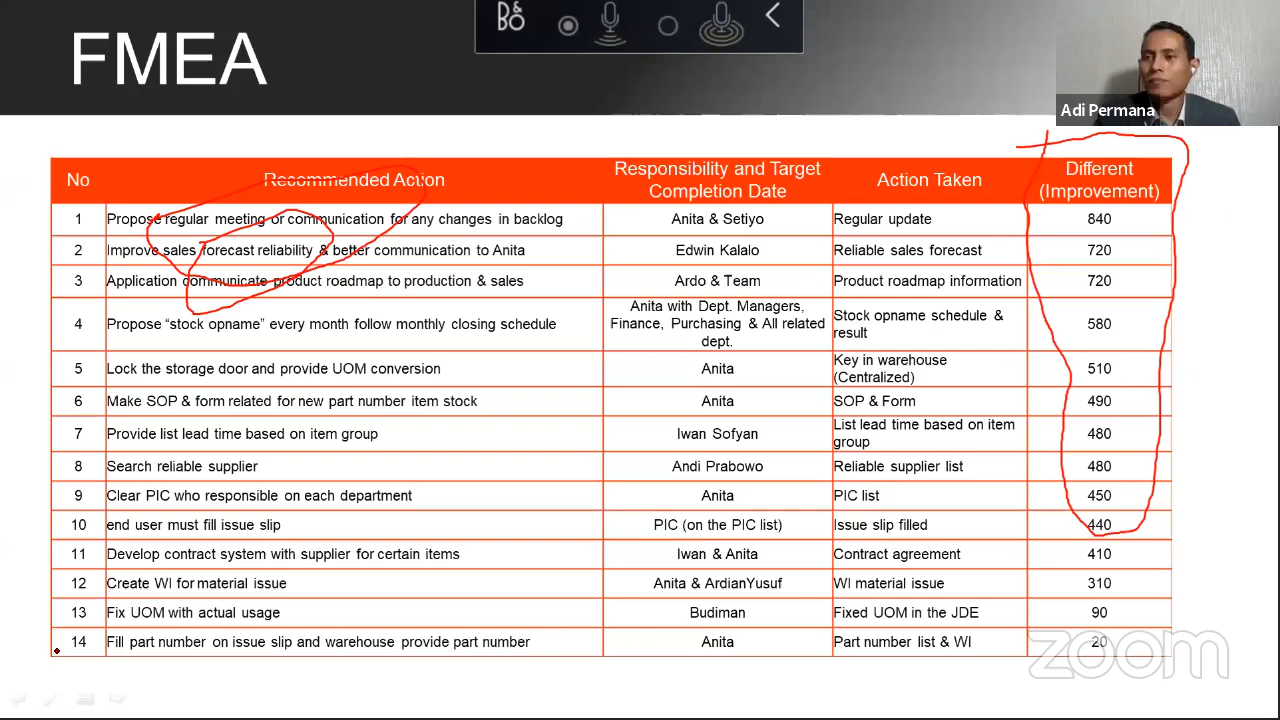 FMEA
B&O
Adi Permana
No Recommended Action Responsibility and Target Completion Date Action Taken Different (Improvement)
1 Propose regular meeting or communication for any changes in backlog Anita & Setiyo Regular update 840
2 Improve sales forecast reliability & better communication to Anita Edwin Kalalo Reliable sales forecast 720
3 Application communicate product roadmap to production & sales Ardo & Team Product roadmap information 720
4 Propose “stock opname” every month follow monthly closing schedule Anita with Dept. Managers, Finance, Purchasing & All related dept. Stock opname schedule & result 580
5 Lock the storage door and provide UOM conversion Anita Key in warehouse (Centralized) 510
6 Make SOP & form related for new part number item stock Anita SOP & Form 490
7 Provide list lead time based on item group Iwan Sofyan List lead time based on item group 480
8 Search reliable supplier Andi Prabowo Reliable supplier list 480
9 Clear PIC who responsible on each department Anita PIC list 450
10 end user must fill issue slip PIC (on the PIC list) Issue slip filled 440
11 Develop contract system with supplier for certain items Iwan & Anita Contract agreement 410
12 Create WI for material issue Anita & ArdianYusuf WI material issue 310
13 Fix UOM with actual usage Budiman Fixed UOM in the JDE 90
14 Fill part number on issue slip and warehouse provide part number Anita Part number list & WI 20
zoom